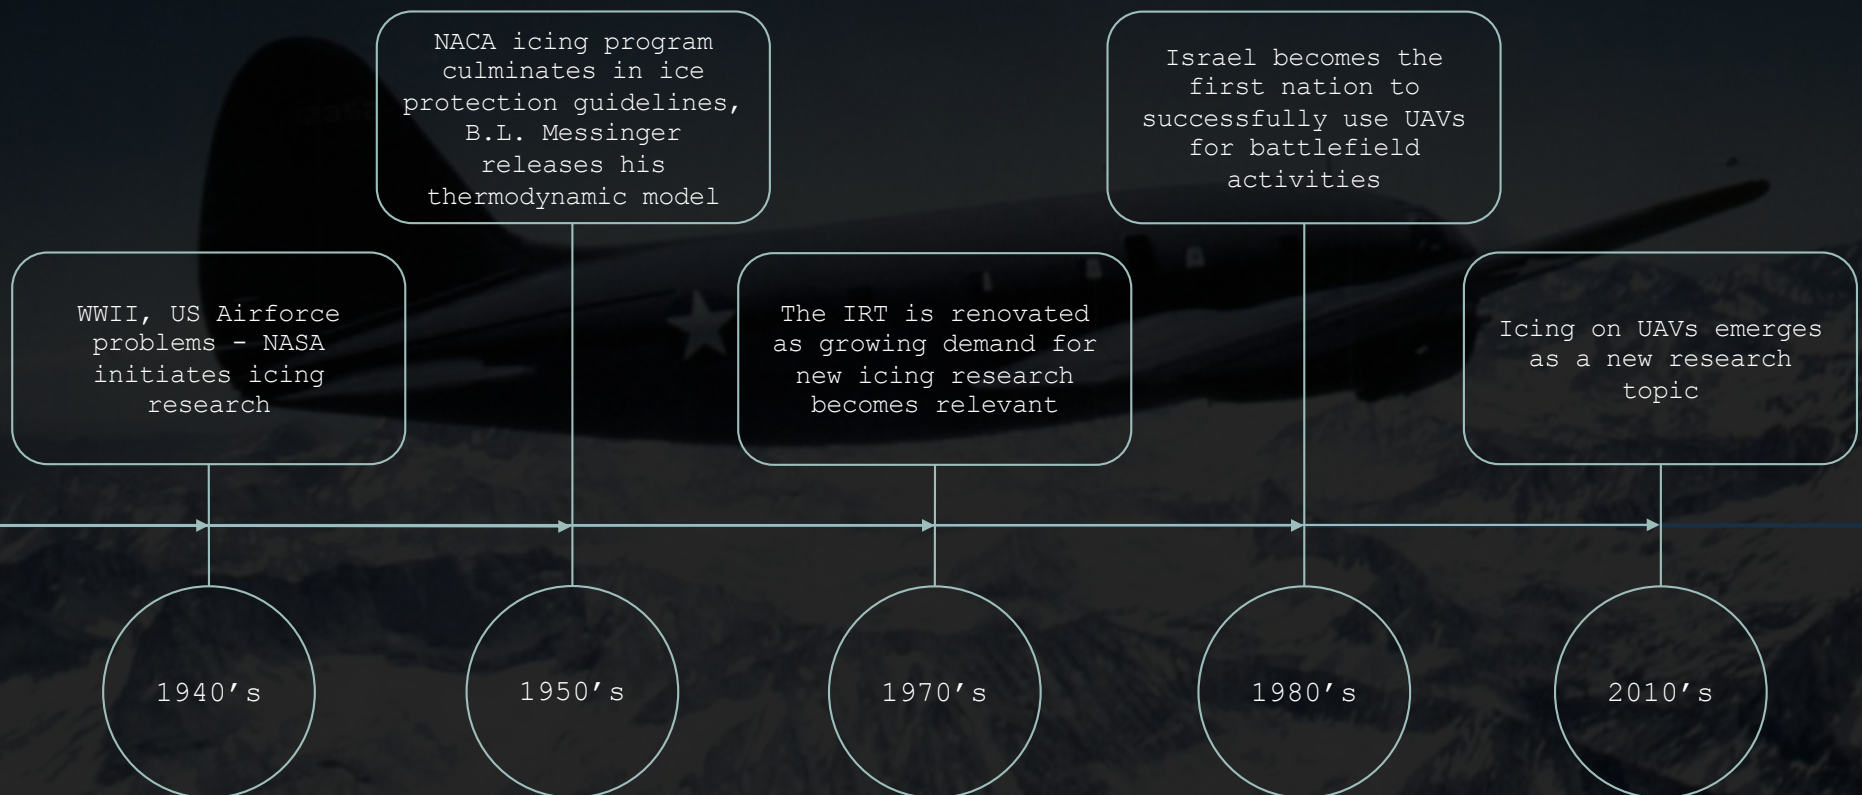 NACA icing program
culminates in ice
protection guidelines,
B.L. Messinger
releases his
thermodynamic model
Israel becomes the
first nation to
successfully use UAVs
for battlefield
activities
WWII, US Airforce
problems - NASA
initiates icing
research
The IRT is renovated
as growing demand for
new icing research
becomes relevant
Icing on UAVs emerges
as a new research
topic
1940’s
1950’s
1970’s
1980’s
2010’s